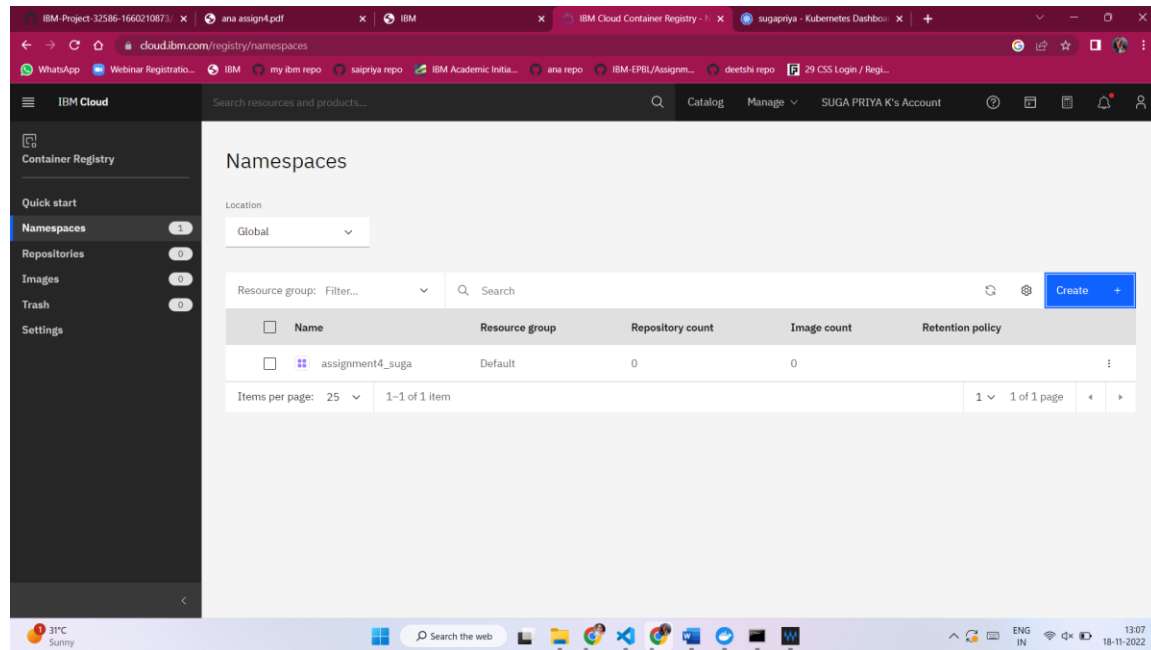 IBM-Project-32586-1660210873/
ana assign4.pdf
IBM
IBM Cloud Container Registry - N
sugapriya - Kubernetes Dashboar
cloud.ibm.com/registry/namespaces
WhatsApp
Webinar Registratio...
IBM
my ibm repo
saipriya repo
IBM Academic Initia...
ana repo
IBM-EPBL/Assignm...
deetshi repo
29 CSS Login / Regi...
IBM Cloud
Search resources and products...
Catalog
Manage
SUGA PRIYA K's Account
Container Registry
Quick start
Namespaces 1
Repositories 0
Images 0
Trash 0
Settings
Namespaces
Location
Global
Resource group: Filter...
Search
Create +
Name Resource group Repository count Image count Retention policy
assignment4_suga Default 0 0
Items per page: 25 1–1 of 1 item 1 1 of 1 page
1
31°C
Sunny
Search the web
ENG
IN
13:07
18-11-2022